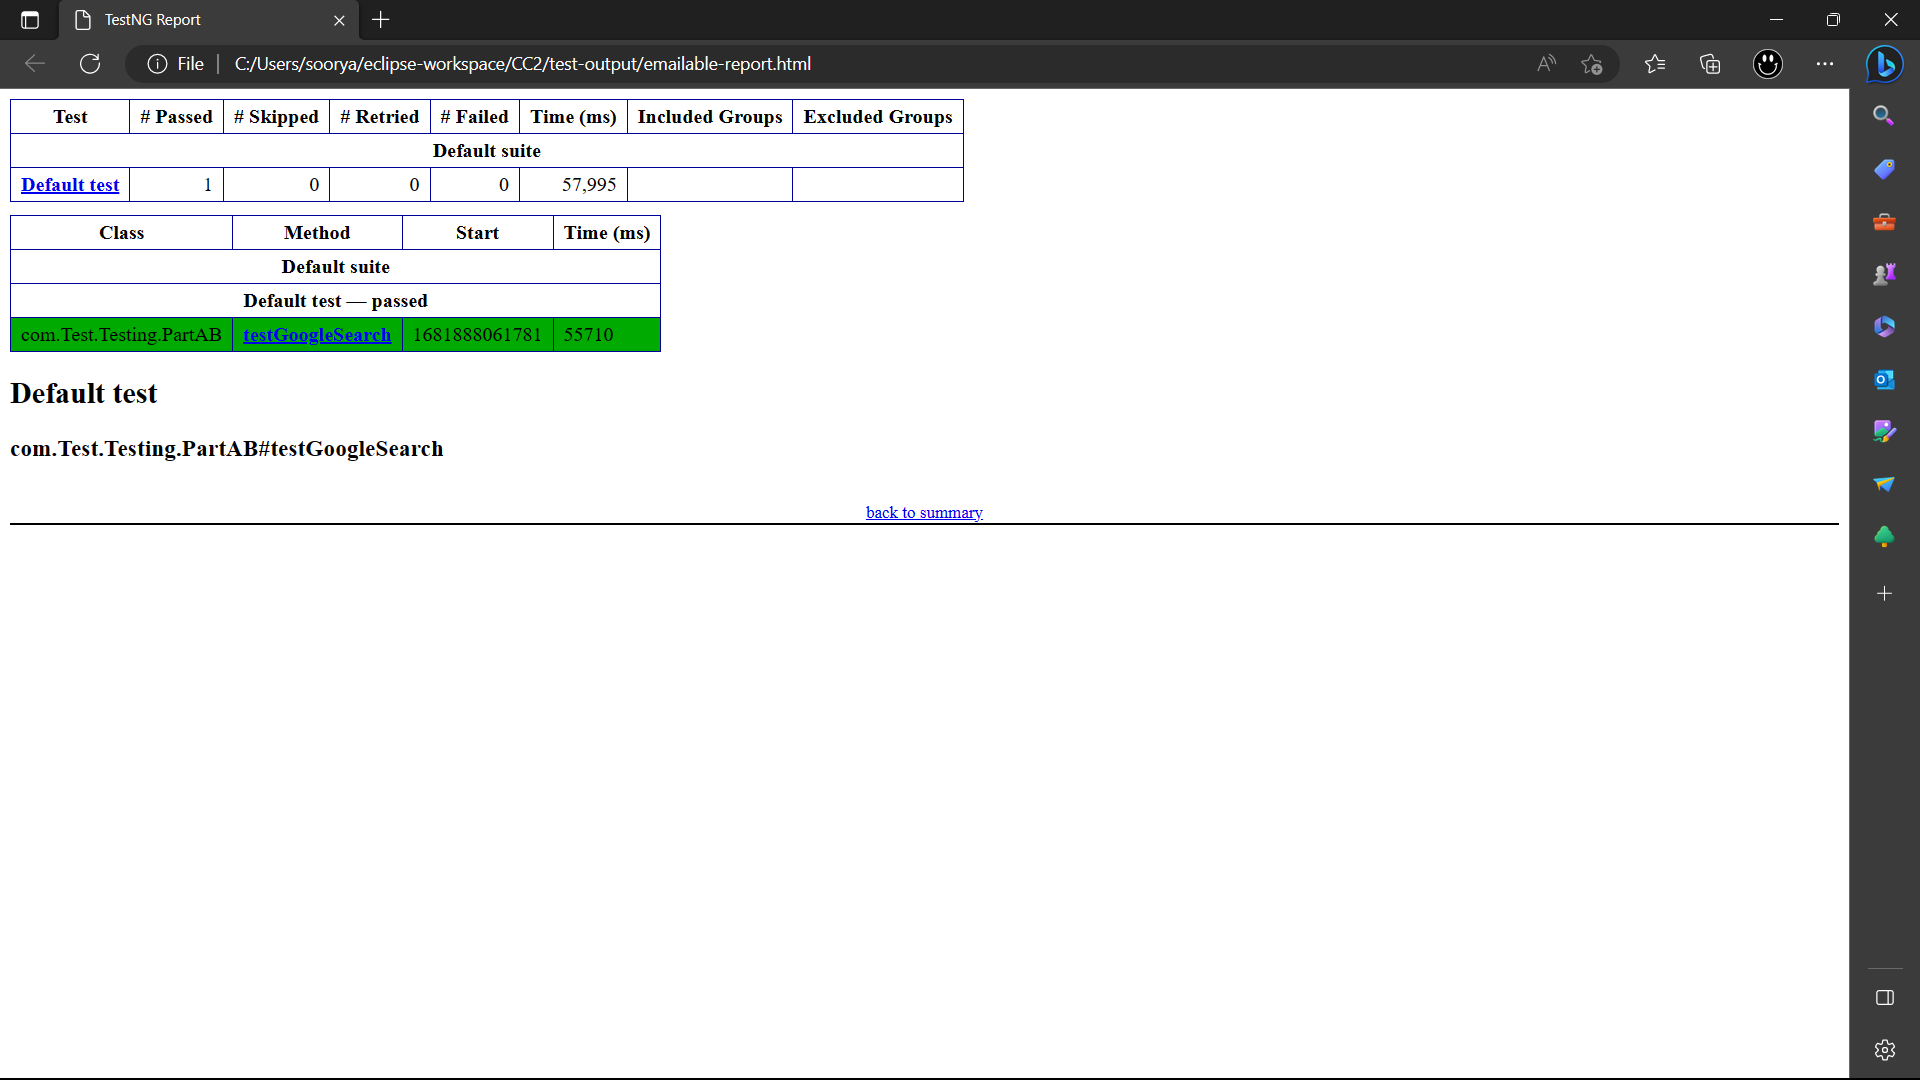 TestNG Report
File C:/Users/soorya/eclipse-workspace/CC2/test-output/emailable-report.html
Test # Passed # Skipped # Retried # Failed Time (ms) Included Groups Excluded Groups
Default suite
Default test 1 0 0 0 57,995
Class Method Start Time (ms)
Default suite
Default test — passed
com.Test.Testing.PartAB testGoogleSearch 1681888061781 55710
Default test
com.Test.Testing.PartAB#testGoogleSearch
back to summary